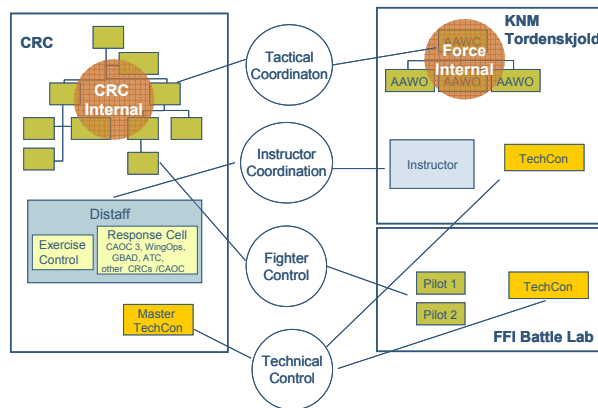 CRC
CRC
Internal
Distaff
Exercise
Control
Response Cell
CAOC 3, WingOps,
GBAD, ATC,
other CRCs /CAOC
Master
TechCon
Tactical
Coordinaton
Instructor
Coordination
Fighter
Control
Technical
Control
KNM
Tordenskjold
AAWC
Force
Internal
AAWO
AAWO
AAWO
Instructor
TechCon
Pilot 1
Pilot 2
TechCon
FFI Battle Lab